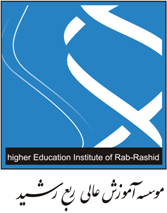 higher Education Institute of Rab-Rashid
موسسه آموزش عالی ربع رشید